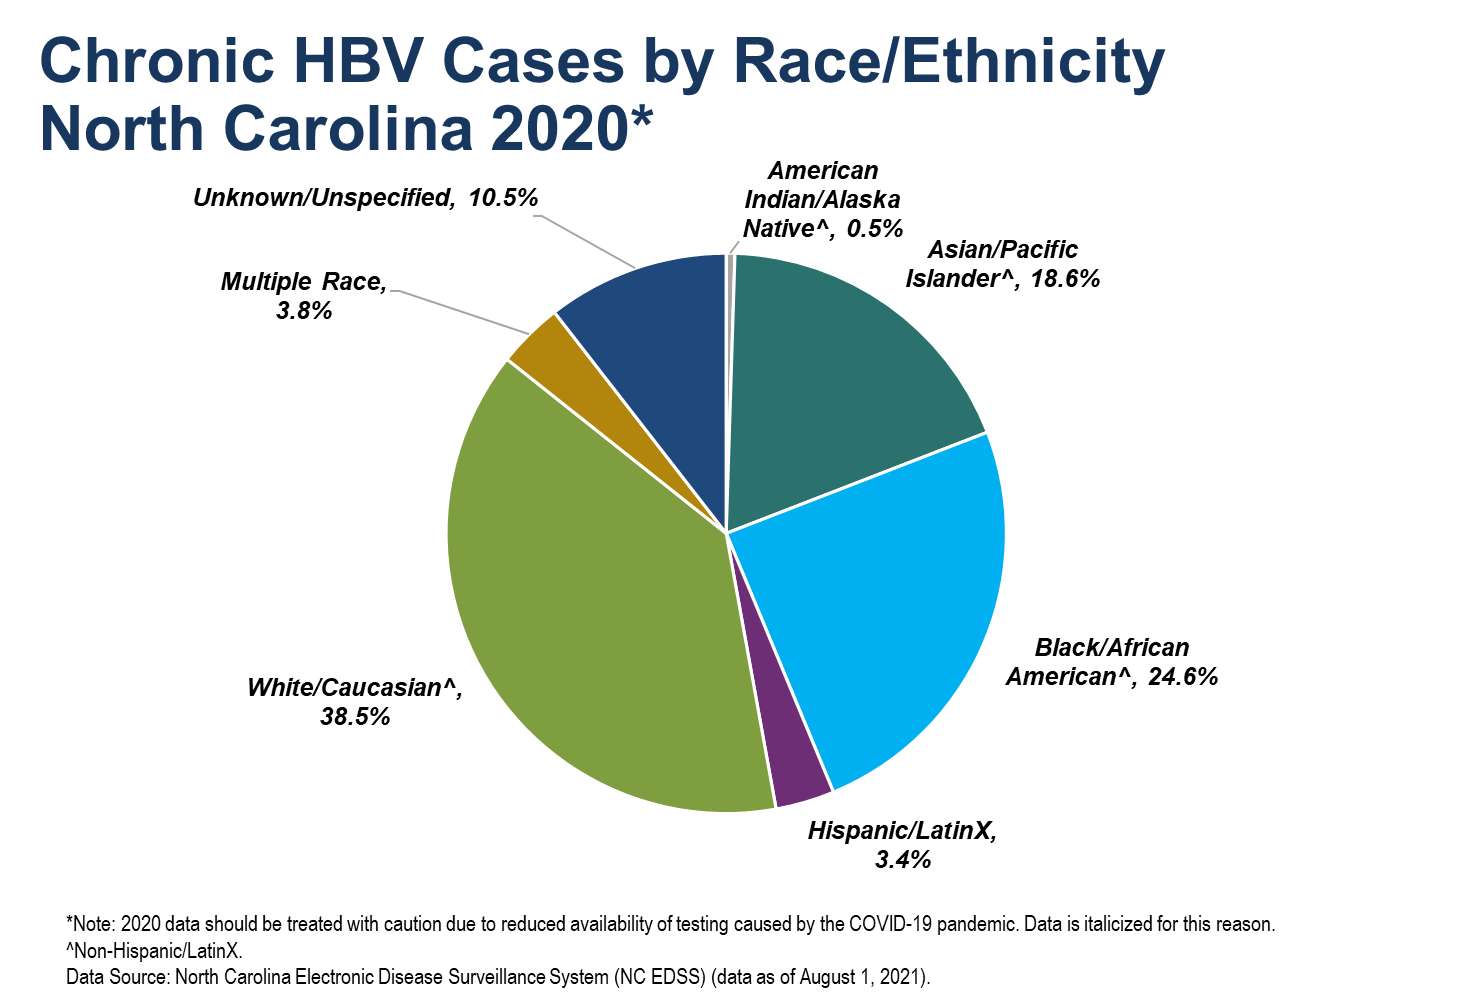 Chronic HBV Cases by Race/Ethnicity
North Carolina 2020*
American
Indian/Alaska
Native^, 0.5%
Unknown/Unspecified, 10.5%
Asian/Pacific
Islander^, 18.6%
Multiple Race,
3.8%
Black/African
American^, 24.6%
White/Caucasian^,
38.5%
Hispanic/LatinX,
3.4%
*Note: 2020 data should be treated with caution due to reduced availability of testing caused by the COVID-19 pandemic. Data is italicized for this reason.
^Non-Hispanic/LatinX.
Data Source: North Carolina Electronic Disease Surveillance System (NC EDSS) (data as of August 1, 2021).